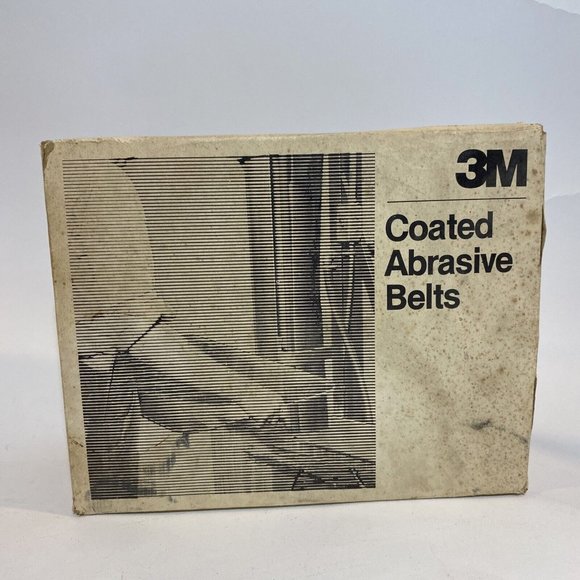 3M
Coated
Abrasive
Belts